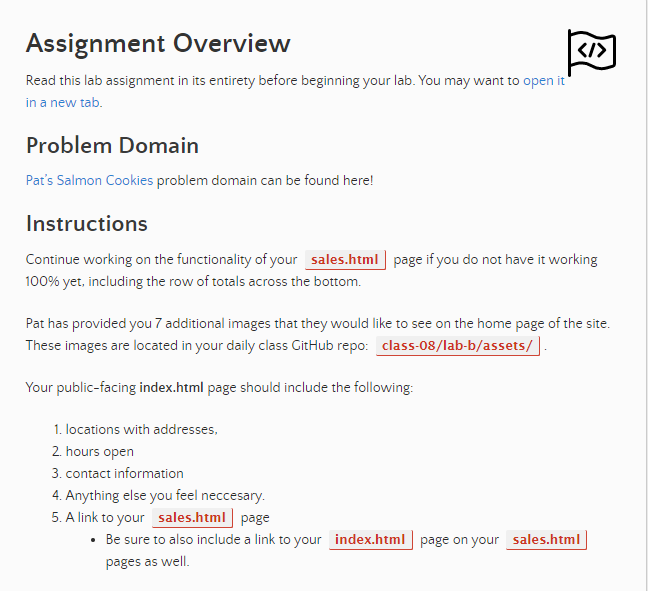 Assignment Overview
</>
Read this lab assignment in its entirety before beginning your lab. You may want to open it
in a new tab.
Problem Domain
Pat's Salmon Cookies problem domain can be found here!
Instructions
Continue working on the functionality of your sales.html page if you do not have it working
100% yet, including the row of totals across the bottom.
Pat has provided you 7 additional images that they would like to see on the home page of the site.
These images are located in your daily class GitHub repo: class-08/lab-b/assets/ .
Your public-facing index.html page should include the following:
1. locations with addresses,
2. hours open
3. contact information
4. Anything else you feel neccesary.
5. A link to your sales.html page
• Be sure to also include a link to your index.html page on your sales.html
pages as well.